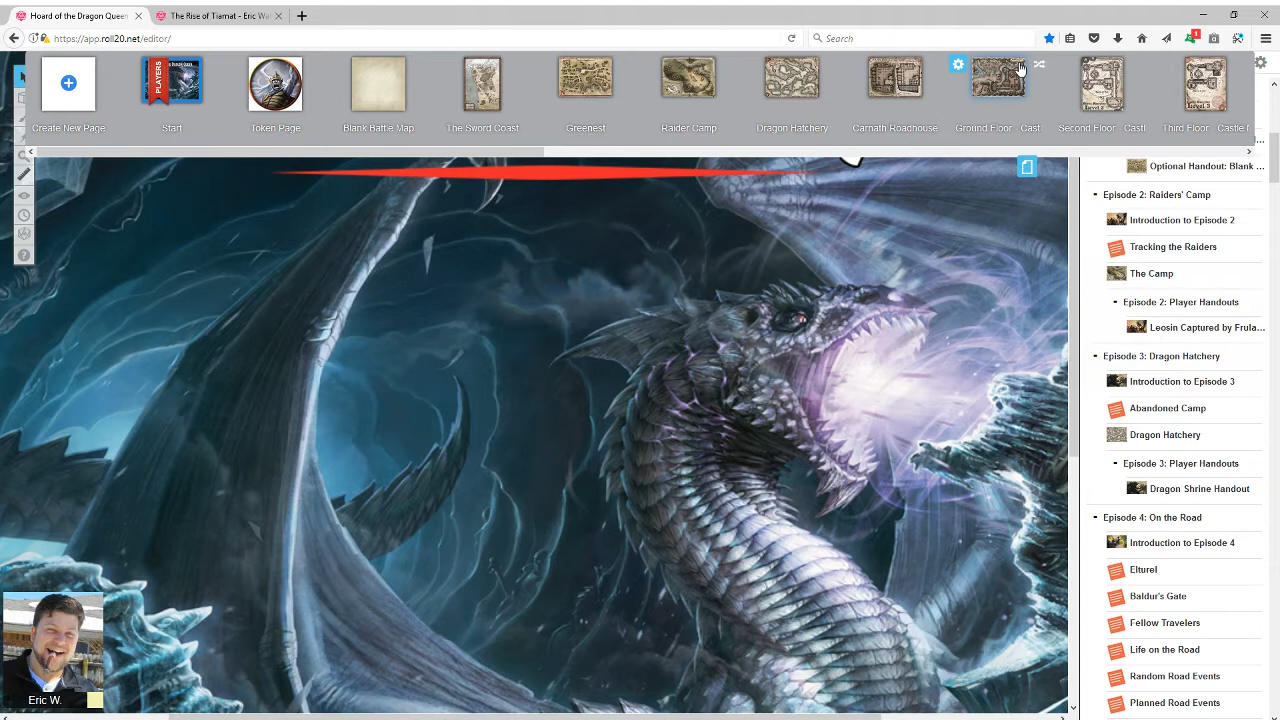 Hoard of the Dragon Queen
The Rise of Tiamat - Eric Wa
https://app.roll20.net/editor/
Search
1
PLAYERS
Create New Page
Start
Token Page
Blank Battle Map
The Sword Coast
Greenest
Raider Camp
Dragon Hatchery
Carnath Roadhouse
Ground Floor - Cast
Second Floor - Castl
Third Floor - Castle
Optional Handout: Blank ...
Episode 2: Raiders' Camp
Introduction to Episode 2
Tracking the Raiders
The Camp
Episode 2: Player Handouts
Leosin Captured by Frula...
Episode 3: Dragon Hatchery
Introduction to Episode 3
Abandoned Camp
Dragon Hatchery
Episode 3: Player Handouts
Dragon Shrine Handout
Episode 4: On the Road
Introduction to Episode 4
Elturel
Baldur's Gate
Fellow Travelers
Life on the Road
Random Road Events
Planned Road Events
Eric W.